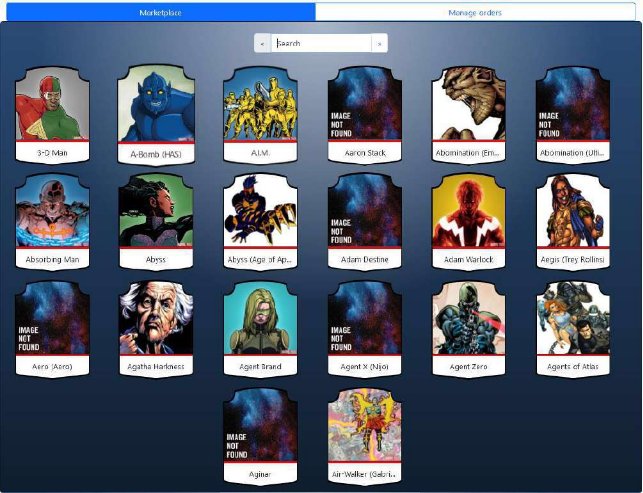 Marketplace
Manage orders
«
Search
»
3-D Man
A-Bomb (HAS)
A.I.M.
IMAGE
NOT
FOUND
Aaron Stack
Abomination (Em...
IMAGE
NOT
FOUND
Abomination (Ulti...
Absorbing Man
Abyss
Abyss (Age of Ap...
IMAGE
NOT
FOUND
Adam Destine
Adam Warlock
Aegis (Trey Rollins)
IMAGE
NOT
FOUND
Aero (Aero)
Agatha Harkness
Agent Brand
IMAGE
NOT
FOUND
Agent X (Nijo)
Agent Zero
Agents of Atlas
IMAGE
NOT
FOUND
Aginar
Air-Walker (Gabri...